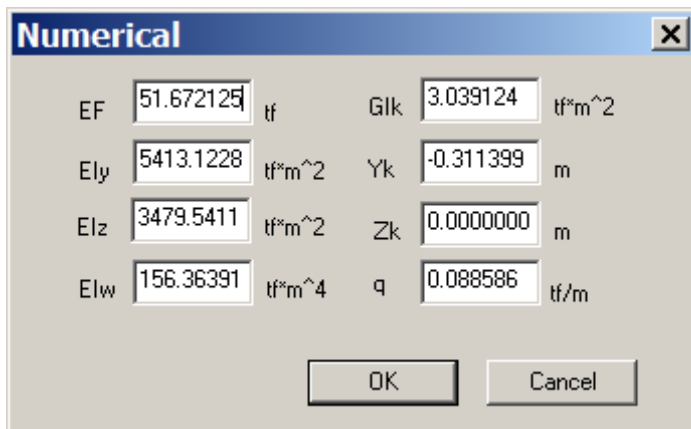 Numerical
EF 51.672125 tf GIk 3.039124 tf*m^2
EIy 5413.1228 tf*m^2 Yk -0.311399 m
EIz 3479.5411 tf*m^2 Zk 0.0000000 m
EIw 156.36391 tf*m^4 q 0.088586 tf/m
OK Cancel